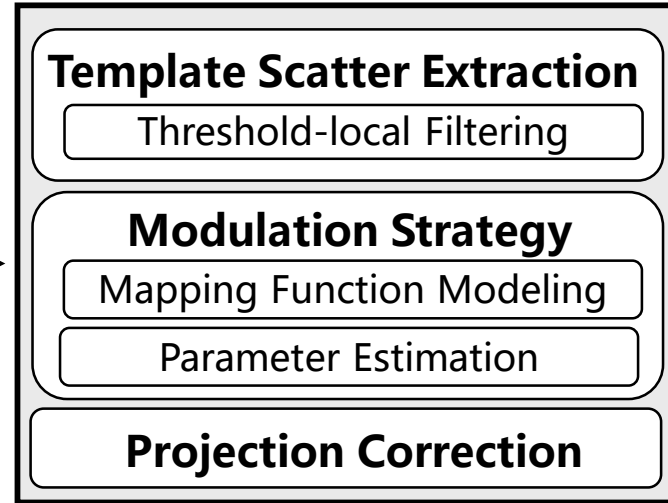 Template Scatter Extraction
Threshold-local Filtering
Modulation Strategy
Mapping Function Modeling
Parameter Estimation
Projection Correction